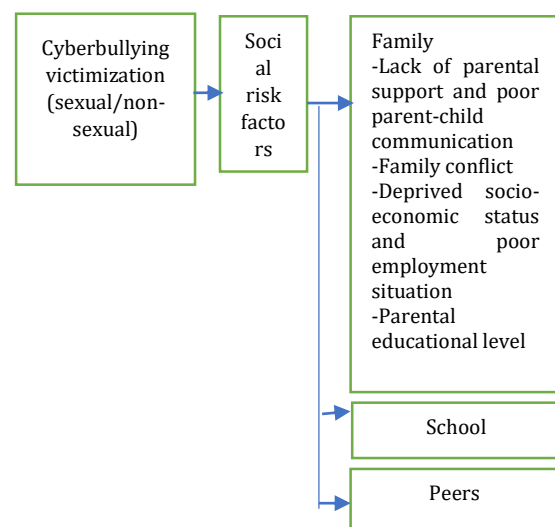 Cyberbullying
victimization
(sexual/non-
sexual)
Soci
al
risk
facto
rs
Family
-Lack of parental
support and poor
parent-child
communication
-Family conflict
-Deprived socio-
economic status
and poor
employment
situation
-Parental
educational level
School
Peers